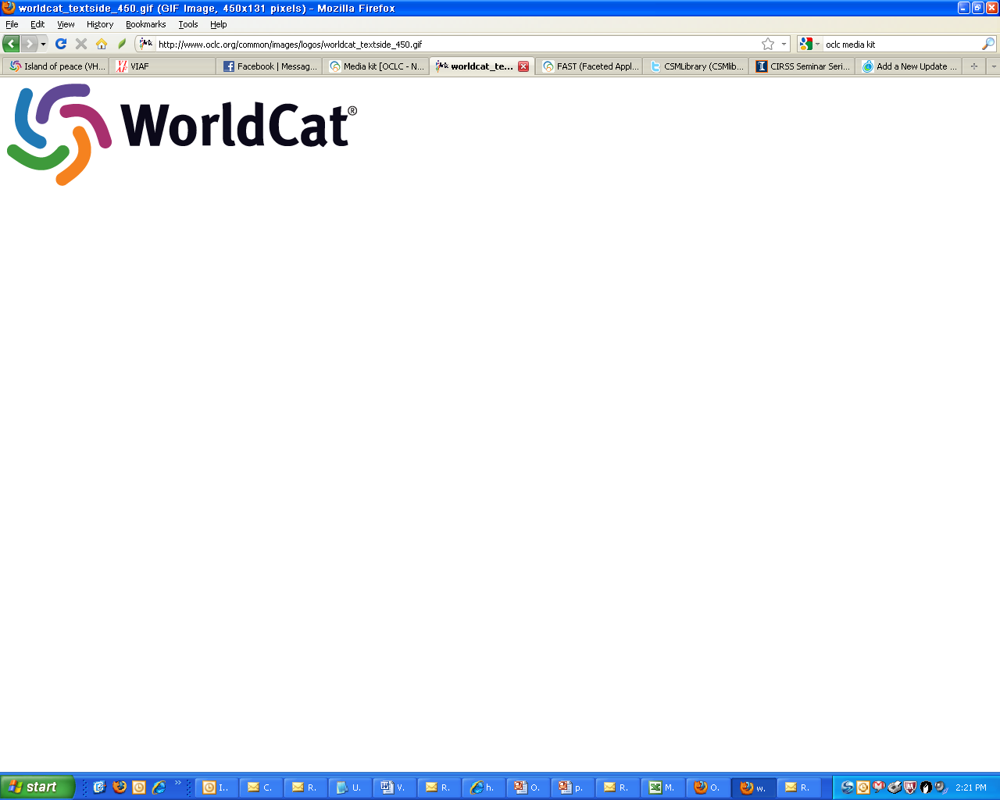 worldcat_textside_450.gif (GIF Image, 450x131 pixels) - Mozilla Firefox
File Edit View History Bookmarks Tools Help
http://www.oclc.org/common/images/logos/worldcat_textside_450.gif oclc media kit
Island of peace (VH... VIAF Facebook | Messag... Media kit [OCLC - N... worldcat_te... FAST (Faceted Appl... CSMLibrary (CSMlib... CIRSS Seminar Seri... Add a New Update ...
WorldCat®
start I.. C. R. U. V. R. h. O. p. R. M. O. w. R. 2:21 PM